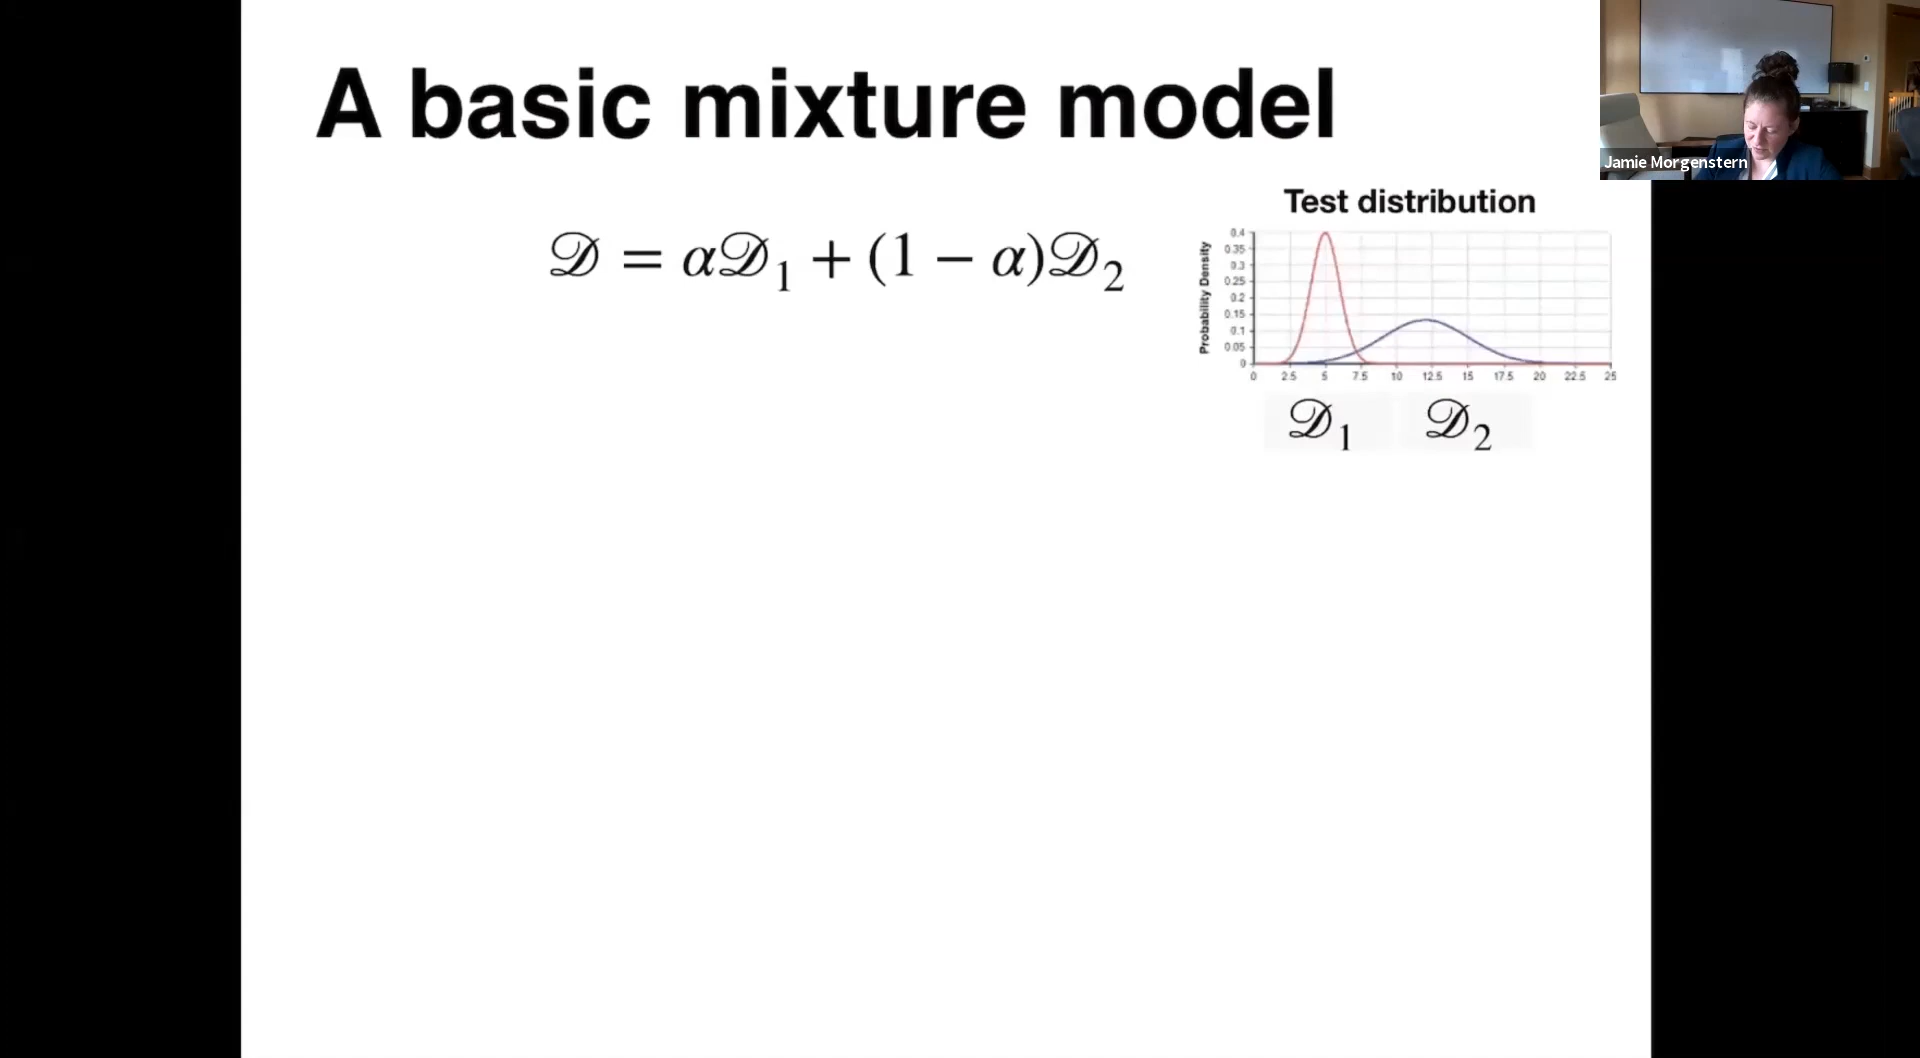 A basic mixture model
Jamie Morgenstern
𝒟 = α𝒟₁ + (1 − α)𝒟₂
Test distribution
Probability Density
0.4
0.35
0.3
0.25
0.2
0.15
0.1
0.05
0
0 2.5 5 7.5 10 12.5 15 17.5 20 22.5 25
𝒟₁ 𝒟₂